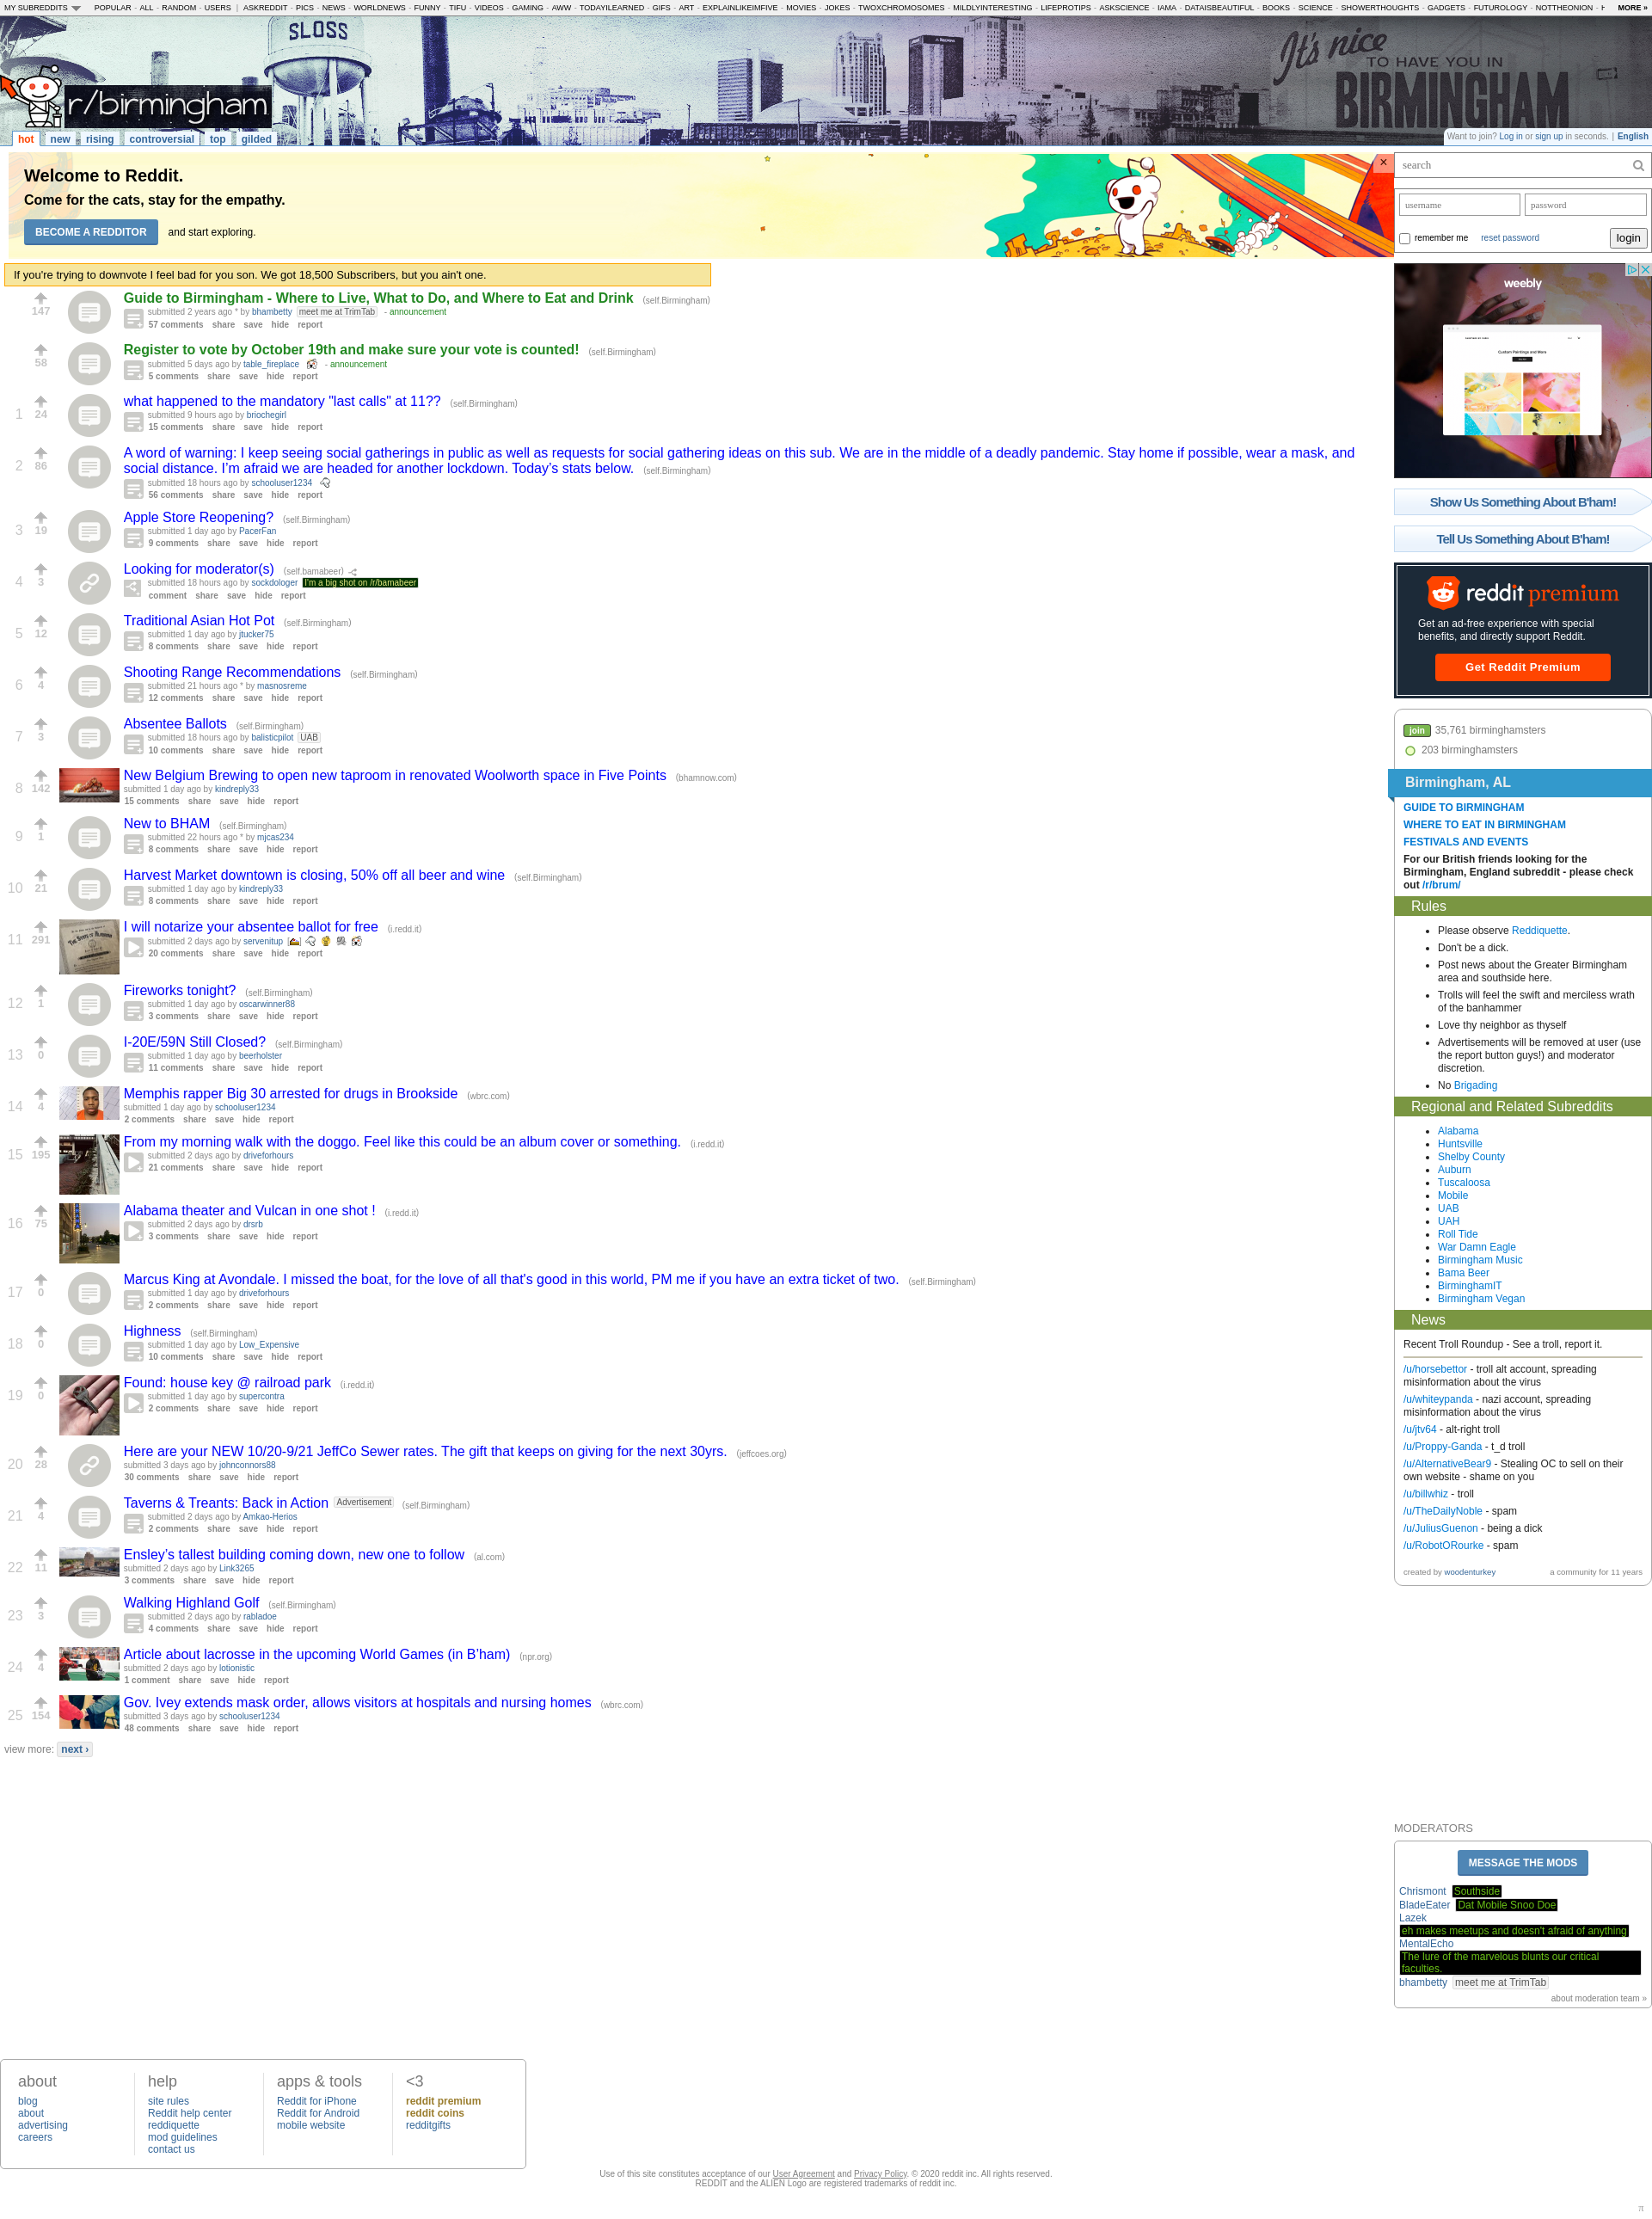 MY SUBREDDITS POPULAR - ALL - RANDOM - USERS | ASKREDDIT - PICS - NEWS - WORLDNEWS - FUNNY - TIFU - VIDEOS - GAMING - AWW - TODAYILEARNED - GIFS - ART - EXPLAINLIKEIMFIVE - MOVIES - JOKES - TWOXCHROMOSOMES - MILDLYINTERESTING - LIFEPROTIPS - ASKSCIENCE - IAMA - DATAISBEAUTIFUL - BOOKS - SCIENCE - SHOWERTHOUGHTS - GADGETS - FUTUROLOGY - NOTTHEONION - MORE »
SLOSS
It's nice
TO HAVE YOU IN
BIRMINGHAM
r/birmingham
hot new rising controversial top gilded
Want to join? Log in or sign up in seconds. | English
Welcome to Reddit.
Come for the cats, stay for the empathy.
BECOME A REDDITOR and start exploring.
×
search
username password
remember me reset password login
If you're trying to downvote I feel bad for you son. We got 18,500 Subscribers, but you ain't one.
147 Guide to Birmingham - Where to Live, What to Do, and Where to Eat and Drink (self.Birmingham)
submitted 2 years ago * by bhambetty meet me at TrimTab - announcement
57 comments share save hide report
58 Register to vote by October 19th and make sure your vote is counted! (self.Birmingham)
submitted 5 days ago by table_fireplace - announcement
5 comments share save hide report
1 24 what happened to the mandatory "last calls" at 11?? (self.Birmingham)
submitted 9 hours ago by briochegirl
15 comments share save hide report
2 86 A word of warning: I keep seeing social gatherings in public as well as requests for social gathering ideas on this sub. We are in the middle of a deadly pandemic. Stay home if possible, wear a mask, and
social distance. I'm afraid we are headed for another lockdown. Today's stats below. (self.Birmingham)
submitted 18 hours ago by schooluser1234
56 comments share save hide report
3 19 Apple Store Reopening? (self.Birmingham)
submitted 1 day ago by PacerFan
9 comments share save hide report
4 3 Looking for moderator(s) (self.bamabeer)
submitted 18 hours ago by sockdologer I'm a big shot on /r/bamabeer
comment share save hide report
5 12 Traditional Asian Hot Pot (self.Birmingham)
submitted 1 day ago by jtucker75
8 comments share save hide report
6 4 Shooting Range Recommendations (self.Birmingham)
submitted 21 hours ago * by masnosreme
12 comments share save hide report
7 3 Absentee Ballots (self.Birmingham)
submitted 18 hours ago by balisticpilot UAB
10 comments share save hide report
8 142 New Belgium Brewing to open new taproom in renovated Woolworth space in Five Points (bhamnow.com)
submitted 1 day ago by kindreply33
15 comments share save hide report
9 1 New to BHAM (self.Birmingham)
submitted 22 hours ago * by mjcas234
8 comments share save hide report
10 21 Harvest Market downtown is closing, 50% off all beer and wine (self.Birmingham)
submitted 1 day ago by kindreply33
8 comments share save hide report
11 291 I will notarize your absentee ballot for free (i.redd.it)
submitted 2 days ago by servenitup
20 comments share save hide report
12 1 Fireworks tonight? (self.Birmingham)
submitted 1 day ago by oscarwinner88
3 comments share save hide report
13 0 I-20E/59N Still Closed? (self.Birmingham)
submitted 1 day ago by beerholster
11 comments share save hide report
14 4 Memphis rapper Big 30 arrested for drugs in Brookside (wbrc.com)
submitted 1 day ago by schooluser1234
2 comments share save hide report
15 195 From my morning walk with the doggo. Feel like this could be an album cover or something. (i.redd.it)
submitted 2 days ago by driveforhours
21 comments share save hide report
16 75 Alabama theater and Vulcan in one shot ! (i.redd.it)
submitted 2 days ago by drsrb
3 comments share save hide report
17 0 Marcus King at Avondale. I missed the boat, for the love of all that's good in this world, PM me if you have an extra ticket of two. (self.Birmingham)
submitted 1 day ago by driveforhours
2 comments share save hide report
18 0 Highness (self.Birmingham)
submitted 1 day ago by Low_Expensive
10 comments share save hide report
19 0 Found: house key @ railroad park (i.redd.it)
submitted 1 day ago by supercontra
2 comments share save hide report
20 28 Here are your NEW 10/20-9/21 JeffCo Sewer rates. The gift that keeps on giving for the next 30yrs. (jeffcoes.org)
submitted 3 days ago by johnconnors88
30 comments share save hide report
21 4 Taverns & Treants: Back in Action Advertisement (self.Birmingham)
submitted 2 days ago by Amkao-Herios
2 comments share save hide report
22 11 Ensley's tallest building coming down, new one to follow (al.com)
submitted 2 days ago by Link3265
3 comments share save hide report
23 3 Walking Highland Golf (self.Birmingham)
submitted 2 days ago by rabladoe
4 comments share save hide report
24 4 Article about lacrosse in the upcoming World Games (in B'ham) (npr.org)
submitted 2 days ago by lotionistic
1 comment share save hide report
25 154 Gov. Ivey extends mask order, allows visitors at hospitals and nursing homes (wbrc.com)
submitted 3 days ago by schooluser1234
48 comments share save hide report
view more: next ›
weebly
Custom Paintings and More
Show Us Something About B'ham!
Tell Us Something About B'ham!
reddit premium
Get an ad-free experience with special
benefits, and directly support Reddit.
Get Reddit Premium
join 35,761 birminghamsters
203 birminghamsters
Birmingham, AL
GUIDE TO BIRMINGHAM
WHERE TO EAT IN BIRMINGHAM
FESTIVALS AND EVENTS
For our British friends looking for the
Birmingham, England subreddit - please check
out /r/brum/
Rules
Please observe Reddiquette.
Don't be a dick.
Post news about the Greater Birmingham
area and southside here.
Trolls will feel the swift and merciless wrath
of the banhammer
Love thy neighbor as thyself
Advertisements will be removed at user (use
the report button guys!) and moderator
discretion.
No Brigading
Regional and Related Subreddits
Alabama
Huntsville
Shelby County
Auburn
Tuscaloosa
Mobile
UAB
UAH
Roll Tide
War Damn Eagle
Birmingham Music
Bama Beer
BirminghamIT
Birmingham Vegan
News
Recent Troll Roundup - See a troll, report it.
/u/horsebettor - troll alt account, spreading
misinformation about the virus
/u/whiteypanda - nazi account, spreading
misinformation about the virus
/u/jtv64 - alt-right troll
/u/Proppy-Ganda - t_d troll
/u/AlternativeBear9 - Stealing OC to sell on their
own website - shame on you
/u/billwhiz - troll
/u/TheDailyNoble - spam
/u/JuliusGuenon - being a dick
/u/RobotORourke - spam
created by woodenturkey a community for 11 years
MODERATORS
MESSAGE THE MODS
Chrismont Southside
BladeEater Dat Mobile Snoo Doe
Lazek
eh makes meetups and doesn't afraid of anything
MentalEcho
The lure of the marvelous blunts our critical
faculties.
bhambetty meet me at TrimTab
about moderation team »
about
blog
about
advertising
careers
help
site rules
Reddit help center
reddiquette
mod guidelines
contact us
apps & tools
Reddit for iPhone
Reddit for Android
mobile website
<3
reddit premium
reddit coins
redditgifts
Use of this site constitutes acceptance of our User Agreement and Privacy Policy. © 2020 reddit inc. All rights reserved.
REDDIT and the ALIEN Logo are registered trademarks of reddit inc.
π